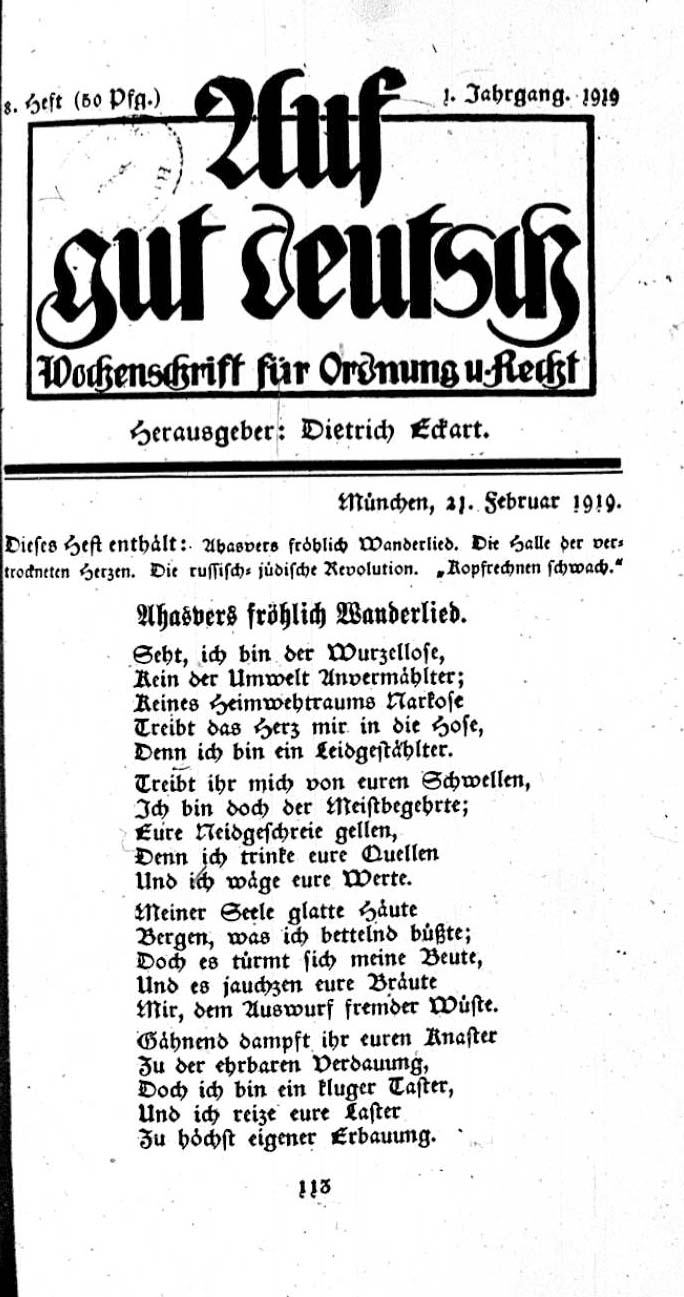 8. Heft (50 Pfg.)
1. Jahrgang. 1919
Auf
gut deutsch
Wochenschrift für Ordnung u. Recht
Herausgeber: Dietrich Eckart.
München, 21. Februar 1919.
Dieses Heft enthält: Ahasvers fröhlich Wanderlied. Die Halle der ver-
trockneten Herzen. Die russisch-jüdische Revolution. „Kopfrechnen schwach.“
Ahasvers fröhlich Wanderlied.
Seht, ich bin der Wurzellose,
Kein der Umwelt Anvermählter;
Keines Heimwehtraums Narkose
Treibt das Herz mir in die Hose,
Denn ich bin ein Leidgestählter.
Treibt ihr mich von euren Schwellen,
Ich bin doch der Meistbegehrte;
Eure Neidgeschreie gellen,
Denn ich trinke eure Quellen
Und ich wäge eure Werte.
Meiner Seele glatte Häute
Bergen, was ich bettelnd büßte;
Doch es türmt sich meine Beute,
Und es jauchzen eure Bräute
Mir, dem Auswurf fremder Wüste.
Gähnend dampft ihr euren Knaster
Zu der ehrbaren Verdauung,
Doch ich bin ein kluger Taster,
Und ich reize eure Laster
Zu höchst eigener Erbauung.
113